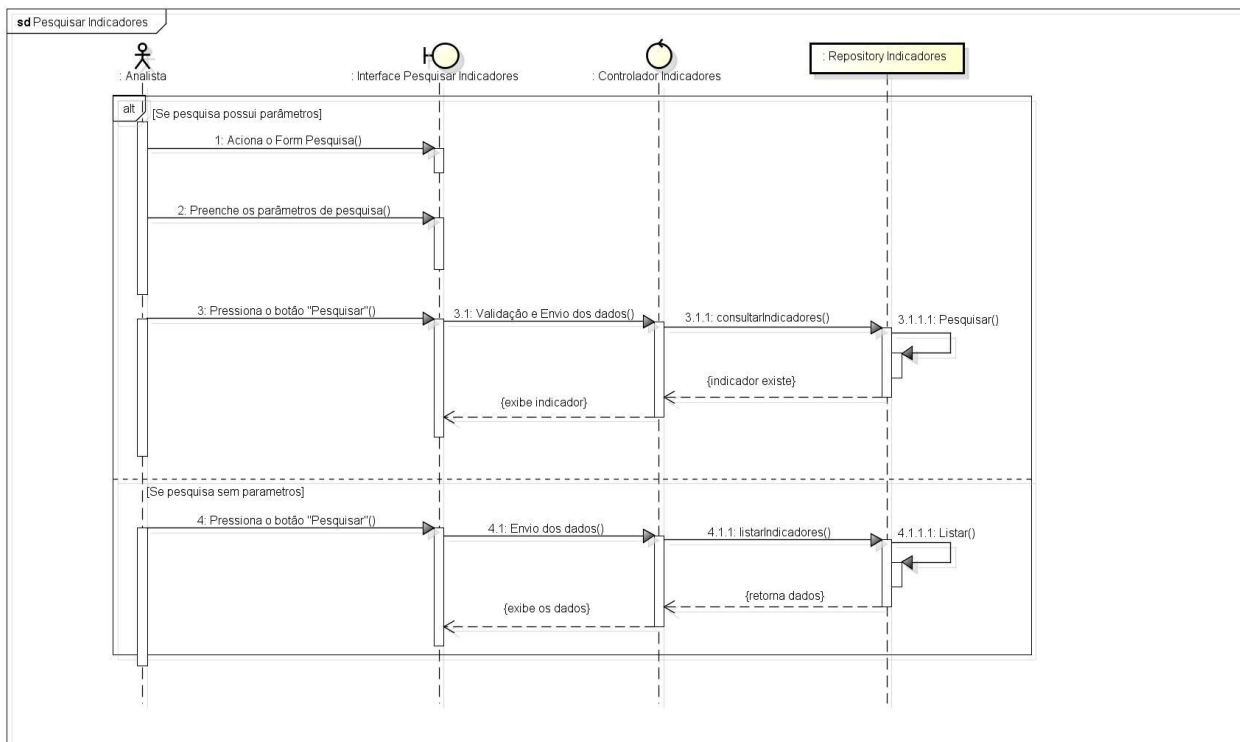 sd Pesquisar Indicadores
: Analista
: Interface Pesquisar Indicadores
: Controlador Indicadores
: Repository Indicadores
alt
[Se pesquisa possui parâmetros]
1: Aciona o Form Pesquisa()
2: Preenche os parâmetros de pesquisa()
3: Pressiona o botão "Pesquisar"()
3.1: Validação e Envio dos dados()
3.1.1: consultarIndicadores()
3.1.1.1: Pesquisar()
{indicador existe}
{exibe indicador}
[Se pesquisa sem parametros]
4: Pressiona o botão "Pesquisar"()
4.1: Envio dos dados()
4.1.1: listarIndicadores()
4.1.1.1: Listar()
{retorna dados}
{exibe os dados}